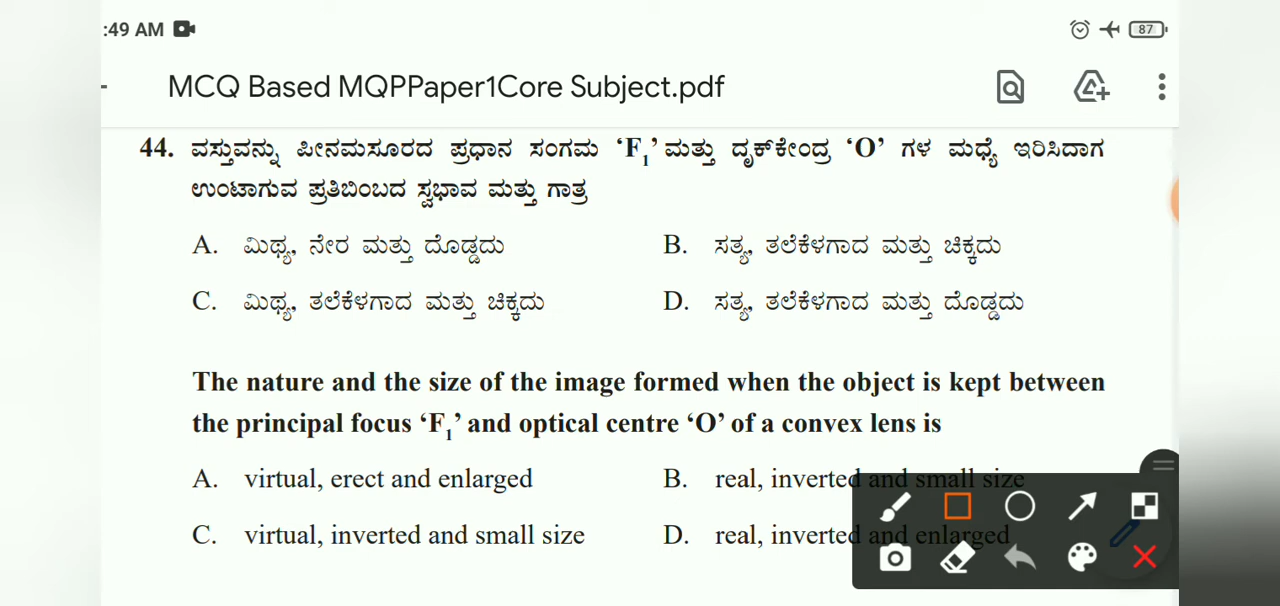 :49 AM
87
MCQ Based MQPPaper1Core Subject.pdf
44. ವಸ್ತುವನ್ನು ಪೀನಮಸೂರದ ಪ್ರಧಾನ ಸಂಗಮ ‘F₁’ ಮತ್ತು ದೃಕ್‌ಕೇಂದ್ರ ‘O’ ಗಳ ಮಧ್ಯೆ ಇರಿಸಿದಾಗ
ಉಂಟಾಗುವ ಪ್ರತಿಬಿಂಬದ ಸ್ವಭಾವ ಮತ್ತು ಗಾತ್ರ
A. ಮಿಥ್ಯ, ನೇರ ಮತ್ತು ದೊಡ್ಡದು B. ಸತ್ಯ, ತಲೆಕೆಳಗಾದ ಮತ್ತು ಚಿಕ್ಕದು
C. ಮಿಥ್ಯ, ತಲೆಕೆಳಗಾದ ಮತ್ತು ಚಿಕ್ಕದು D. ಸತ್ಯ, ತಲೆಕೆಳಗಾದ ಮತ್ತು ದೊಡ್ಡದು
The nature and the size of the image formed when the object is kept between
the principal focus ‘F₁’ and optical centre ‘O’ of a convex lens is
A. virtual, erect and enlarged B. real, inverted and small size
C. virtual, inverted and small size D. real, inverted and enlarged